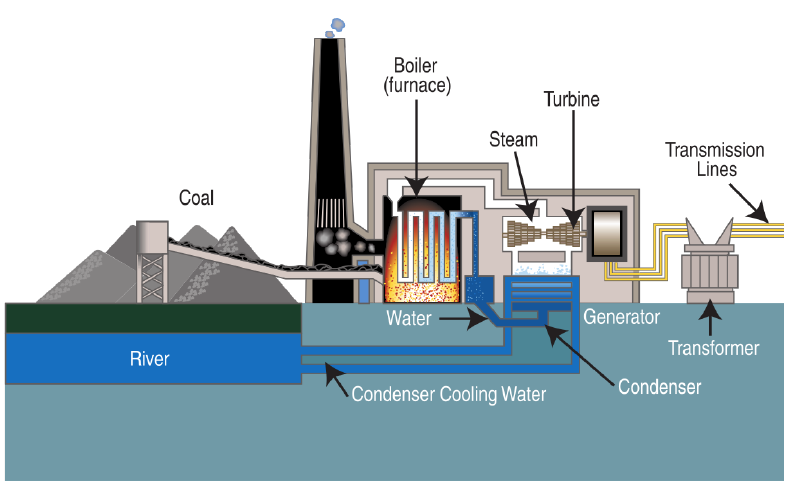 Boiler
(furnace)
Turbine
Steam
Transmission
Lines
Coal
Water
Generator
River
Transformer
Condenser Cooling Water
Condenser